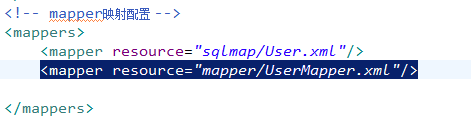 <!-- mapper映射配置 -->
<mappers>
<mapper resource="sqlmap/User.xml"/>
<mapper resource="mapper/UserMapper.xml"/>
</mappers>